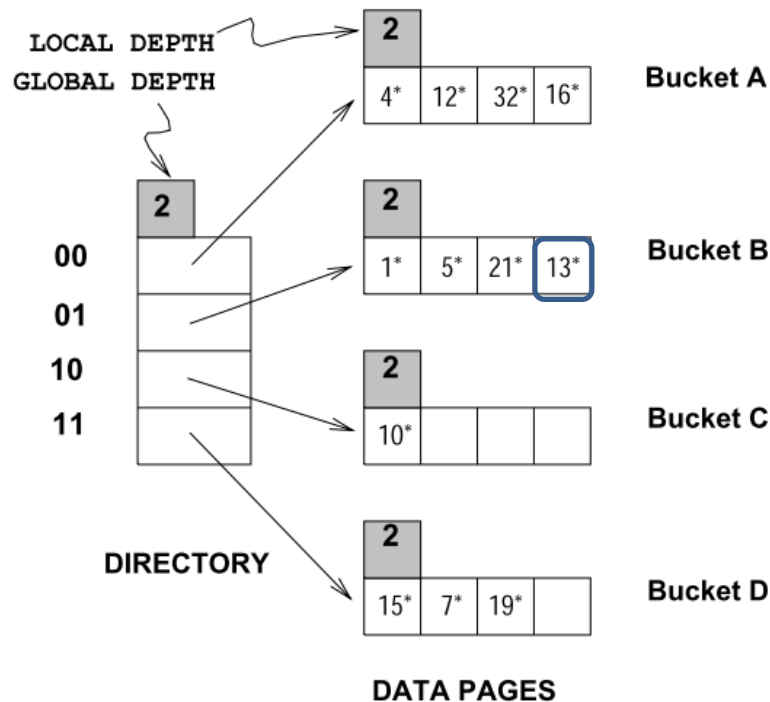 LOCAL DEPTH
GLOBAL DEPTH
2
4* 12* 32* 16*
Bucket A
2
00
01
10
11
DIRECTORY
2
1* 5* 21* 13*
Bucket B
2
10*
Bucket C
2
15* 7* 19*
Bucket D
DATA PAGES